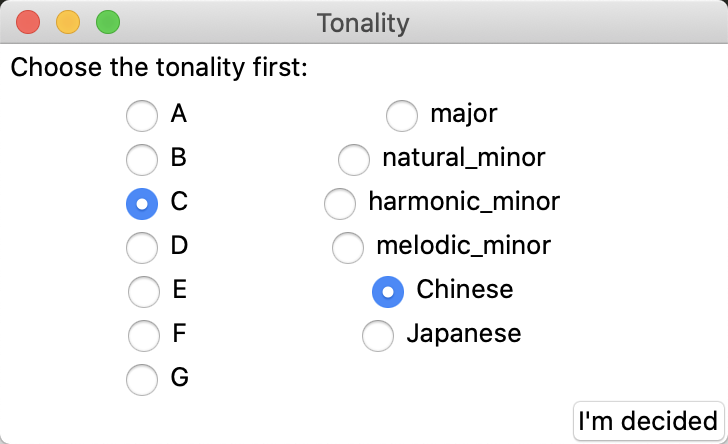 Tonality
Choose the tonality first:
A major
B natural_minor
C harmonic_minor
D melodic_minor
E Chinese
F Japanese
G
I'm decided